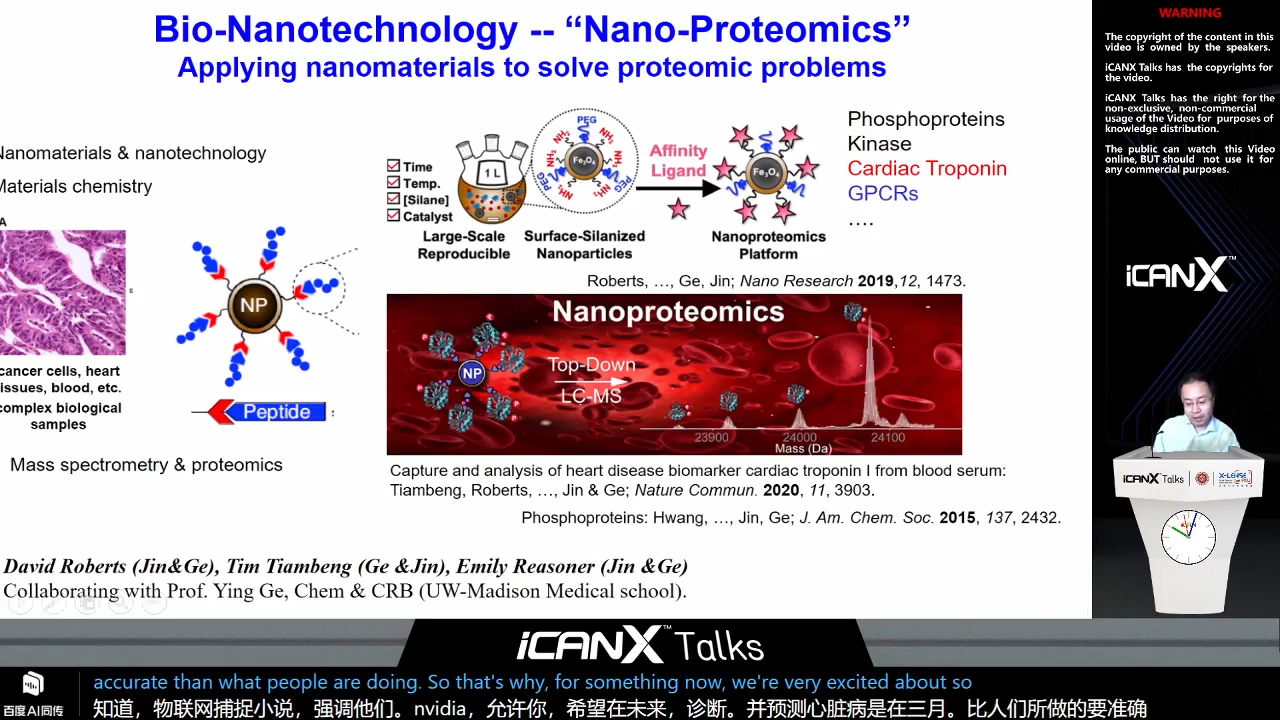 Bio-Nanotechnology -- “Nano-Proteomics”
Applying nanomaterials to solve proteomic problems
Nanomaterials & nanotechnology
Materials chemistry
A
NP
cancer cells, heart
tissues, blood, etc.
complex biological
samples
Peptide
Mass spectrometry & proteomics
Time
Temp.
[Silane]
Catalyst
1 L
Large-Scale
Reproducible
PEG
NH2
NH2
NH2
NH2
NH2
NH2
PEG
PEG
Fe3O4
Surface-Silanized
Nanoparticles
Affinity
Ligand
Fe3O4
Nanoproteomics
Platform
Phosphoproteins
Kinase
Cardiac Troponin
GPCRs
....
Roberts, ..., Ge, Jin; Nano Research 2019,12, 1473.
Nanoproteomics
NP
Top-Down
LC-MS
23900
24000
24100
Mass (Da)
Capture and analysis of heart disease biomarker cardiac troponin I from blood serum:
Tiambeng, Roberts, ..., Jin & Ge; Nature Commun. 2020, 11, 3903.
Phosphoproteins: Hwang, ..., Jin, Ge; J. Am. Chem. Soc. 2015, 137, 2432.
David Roberts (Jin&Ge), Tim Tiambeng (Ge &Jin), Emily Reasoner (Jin &Ge)
Collaborating with Prof. Ying Ge, Chem & CRB (UW-Madison Medical school).
WARNING
The copyright of the content in this
video is owned by the speakers.
iCANX Talks has the copyrights for
the video.
iCANX Talks has the right for the
non-exclusive, non-commercial
usage of the Video for purposes of
knowledge distribution.
The public can watch this Video
online, BUT should not use it for
any commercial purposes.
iCANX™
iCANX Talks
X-LENSE
iCANX™ Talks
百度AI同传
accurate than what people are doing. So that's why, for something now, we're very excited about so
知道，物联网捕捉小说，强调他们。nvidia，允许你，希望在未来，诊断。并预测心脏病是在三月。比人们所做的要准确